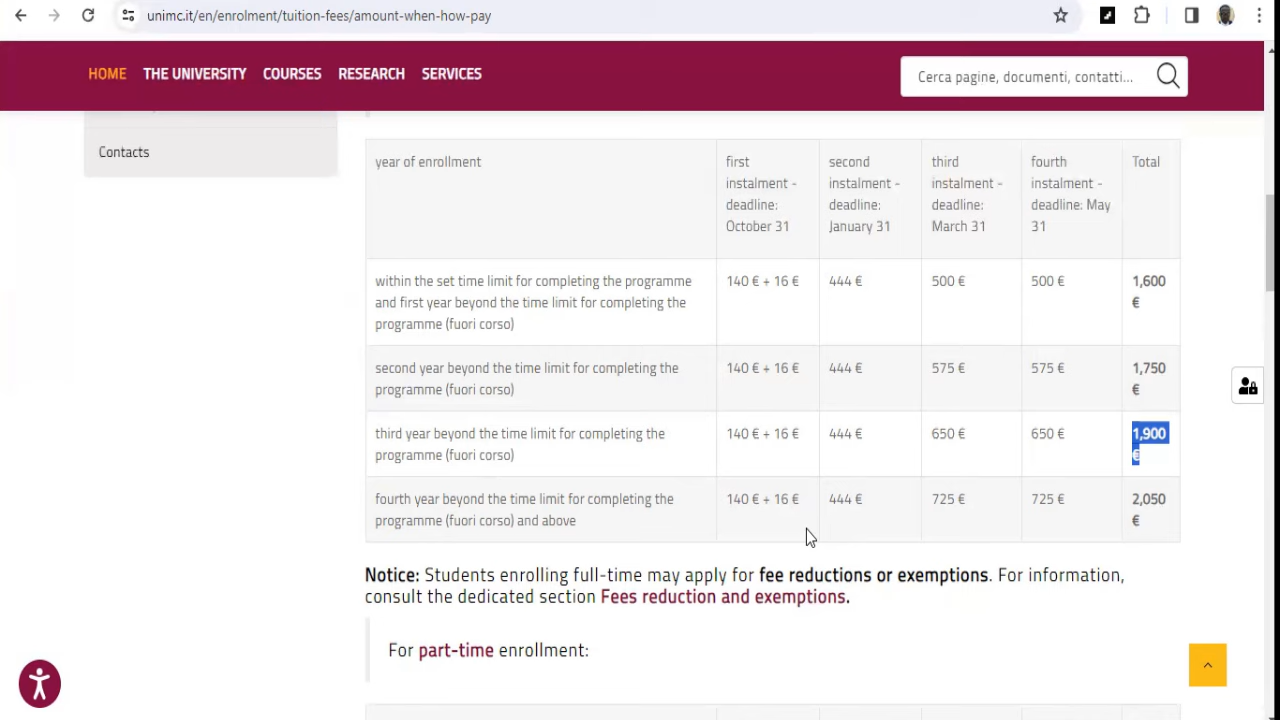 unimc.it/en/enrolment/tuition-fees/amount-when-how-pay
HOME THE UNIVERSITY COURSES RESEARCH SERVICES
Cerca pagine, documenti, contatti...
Contacts
year of enrollment
first
instalment -
deadline:
October 31
second
instalment -
deadline:
January 31
third
instalment -
deadline:
March 31
fourth
instalment -
deadline: May
31
Total
within the set time limit for completing the programme
and first year beyond the time limit for completing the
programme (fuori corso)
140 € + 16 €
444 €
500 €
500 €
1,600
€
second year beyond the time limit for completing the
programme (fuori corso)
140 € + 16 €
444 €
575 €
575 €
1,750
€
third year beyond the time limit for completing the
programme (fuori corso)
140 € + 16 €
444 €
650 €
650 €
1,900
€
fourth year beyond the time limit for completing the
programme (fuori corso) and above
140 € + 16 €
444 €
725 €
725 €
2,050
€
Notice: Students enrolling full-time may apply for fee reductions or exemptions. For information,
consult the dedicated section Fees reduction and exemptions.
For part-time enrollment: